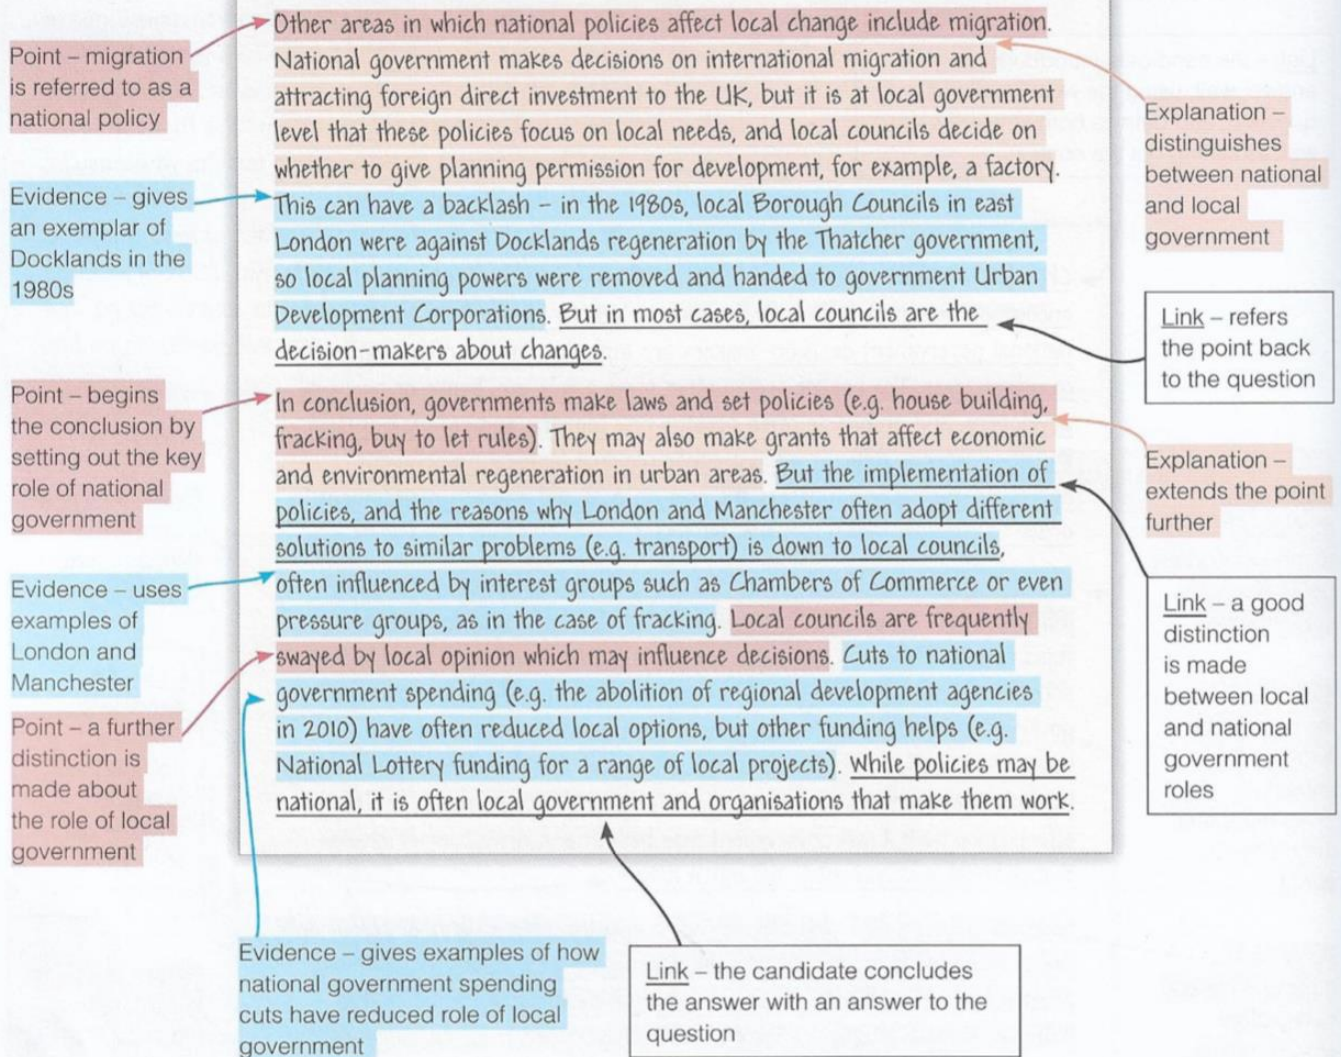 Other areas in which national policies affect local change include migration.
National government makes decisions on international migration and
attracting foreign direct investment to the UK, but it is at local government
level that these policies focus on local needs, and local councils decide on
whether to give planning permission for development, for example, a factory.
This can have a backlash – in the 1980s, local Borough Councils in east
London were against Docklands regeneration by the Thatcher government,
so local planning powers were removed and handed to government Urban
Development Corporations. But in most cases, local councils are the
decision-makers about changes.
In conclusion, governments make laws and set policies (e.g. house building,
fracking, buy to let rules). They may also make grants that affect economic
and environmental regeneration in urban areas. But the implementation of
policies, and the reasons why London and Manchester often adopt different
solutions to similar problems (e.g. transport) is down to local councils,
often influenced by interest groups such as Chambers of Commerce or even
pressure groups, as in the case of fracking. Local councils are frequently
swayed by local opinion which may influence decisions. Cuts to national
government spending (e.g. the abolition of regional development agencies
in 2010) have often reduced local options, but other funding helps (e.g.
National Lottery funding for a range of local projects). While policies may be
national, it is often local government and organisations that make them work.
Point – migration
is referred to as a
national policy
Evidence – gives
an exemplar of
Docklands in the
1980s
Point – begins
the conclusion by
setting out the key
role of national
government
Evidence – uses
examples of
London and
Manchester
Point – a further
distinction is
made about
the role of local
government
Explanation –
distinguishes
between national
and local
government
Link – refers
the point back
to the question
Explanation –
extends the point
further
Link – a good
distinction
is made
between local
and national
government
roles
Evidence – gives examples of how
national government spending
cuts have reduced role of local
government
Link – the candidate concludes
the answer with an answer to the
question